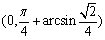 (0, π/4 + arcsin √2/4)